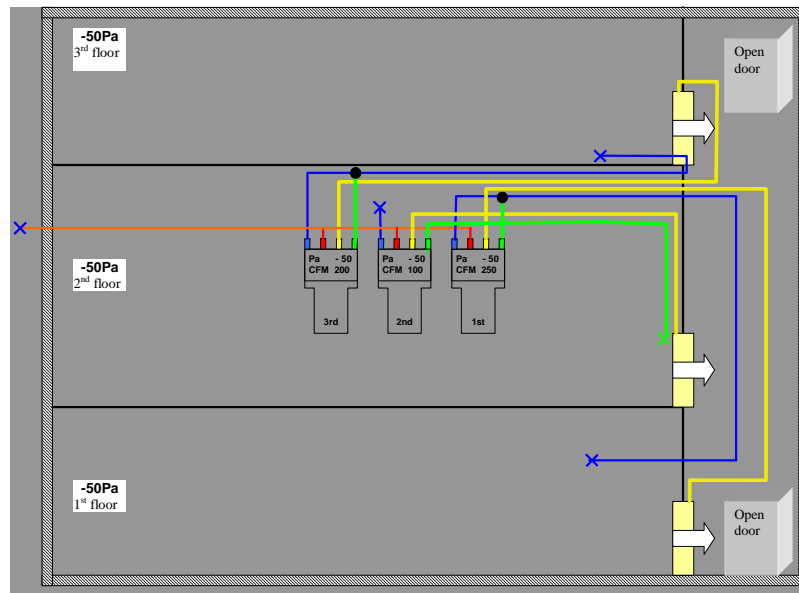 -50Pa
3rd floor
Open
door
Pa - 50
CFM 200
3rd
Pa - 50
CFM 100
2nd
Pa - 50
CFM 250
1st
-50Pa
2nd floor
-50Pa
1st floor
Open
door